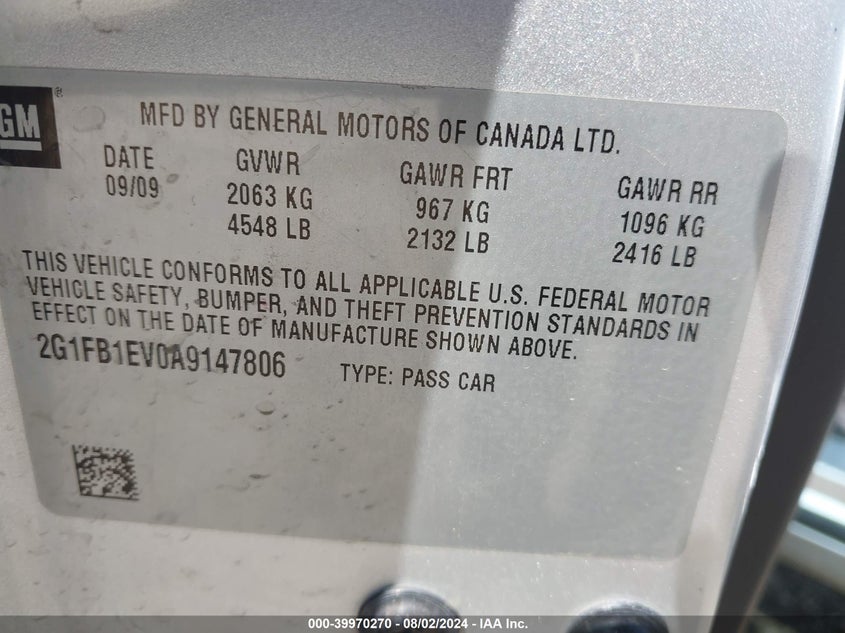 GM®
MFD BY GENERAL MOTORS OF CANADA LTD.
DATE GVWR GAWR FRT GAWR RR
09/09 2063 KG 967 KG 1096 KG
4548 LB 2132 LB 2416 LB
THIS VEHICLE CONFORMS TO ALL APPLICABLE U.S. FEDERAL MOTOR
VEHICLE SAFETY, BUMPER, AND THEFT PREVENTION STANDARDS IN
EFFECT ON THE DATE OF MANUFACTURE SHOWN ABOVE.
2G1FB1EV0A9147806 TYPE: PASS CAR
000-39970270 - 08/02/2024 - IAA Inc.